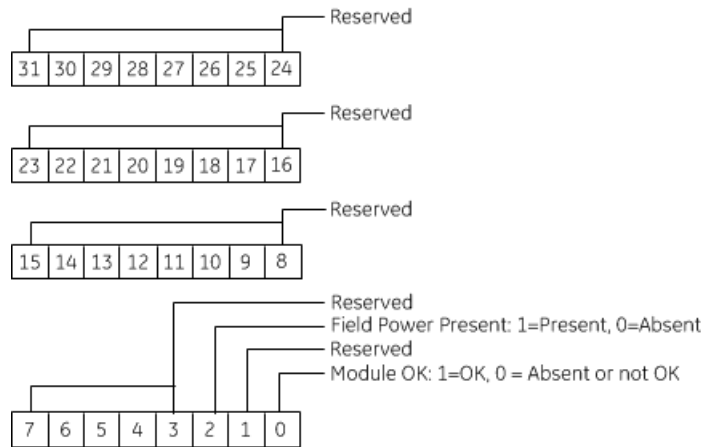 Reserved
31 30 29 28 27 26 25 24
Reserved
23 22 21 20 19 18 17 16
Reserved
15 14 13 12 11 10 9 8
Reserved
Field Power Present: 1=Present, 0=Absent
Reserved
Module OK: 1=OK, 0 = Absent or not OK
7 6 5 4 3 2 1 0